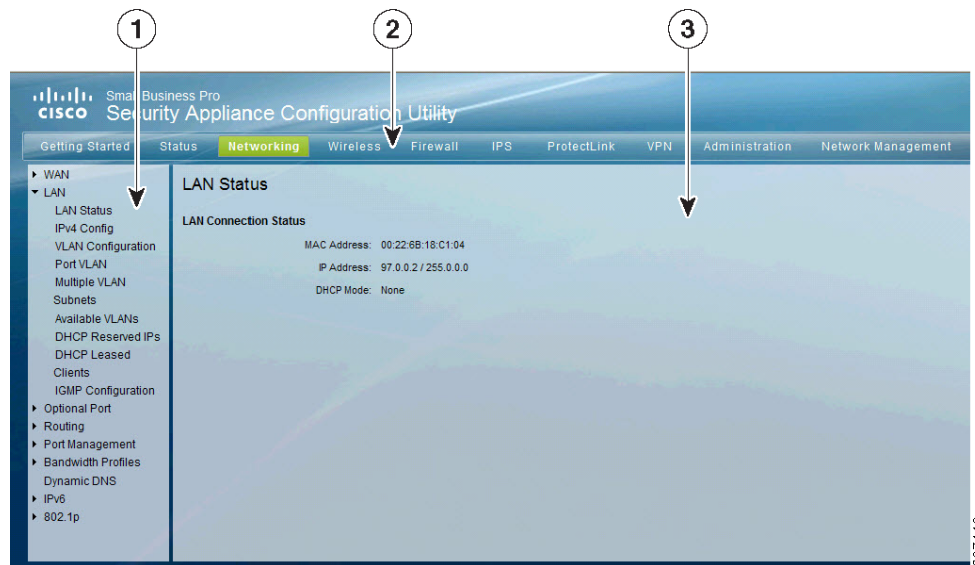 1
2
3
Small Business Pro
CISCO Security Appliance Configuration Utility
Getting Started Status Networking Wireless Firewall IPS ProtectLink VPN Administration Network Management
WAN
LAN
LAN Status
IPv4 Config
VLAN Configuration
Port VLAN
Multiple VLAN
Subnets
Available VLANs
DHCP Reserved IPs
DHCP Leased
Clients
IGMP Configuration
Optional Port
Routing
Port Management
Bandwidth Profiles
Dynamic DNS
IPv6
802.1p
LAN Status
LAN Connection Status
MAC Address: 00:22:6B:18:C1:04
IP Address: 97.0.0.2 / 255.0.0.0
DHCP Mode: None